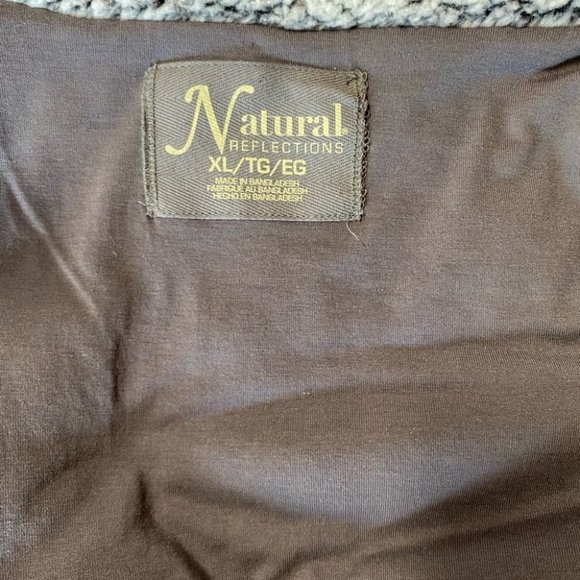 Natural®
REFLECTIONS
XL/TG/EG
MADE IN BANGLADESH
FABRIQUÉ AU BANGLADESH
HECHO EN BANGLADESH